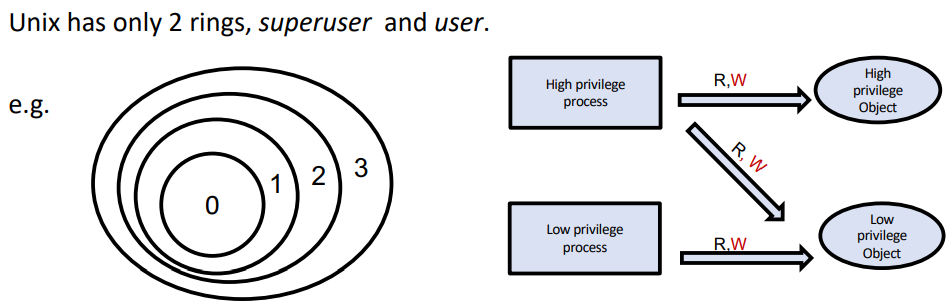 Unix has only 2 rings, superuser and user.
e.g.
0
1
2
3
High privilege
process
R,W
High
privilege
Object
R, W
Low privilege
process
R,W
Low
privilege
Object